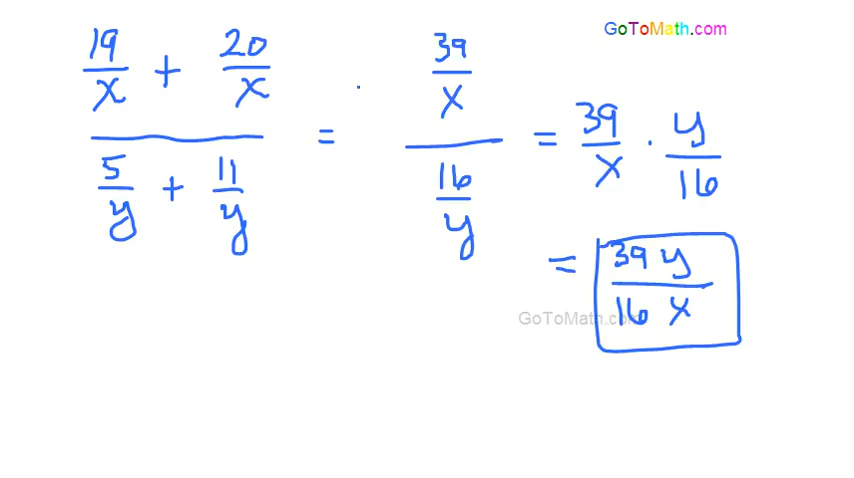 GoToMath.com
19/x + 20/x
39/x
= 39/x · y/16
=
5/y + 11/y
16/y
= 39y/16x
GoToMath.com